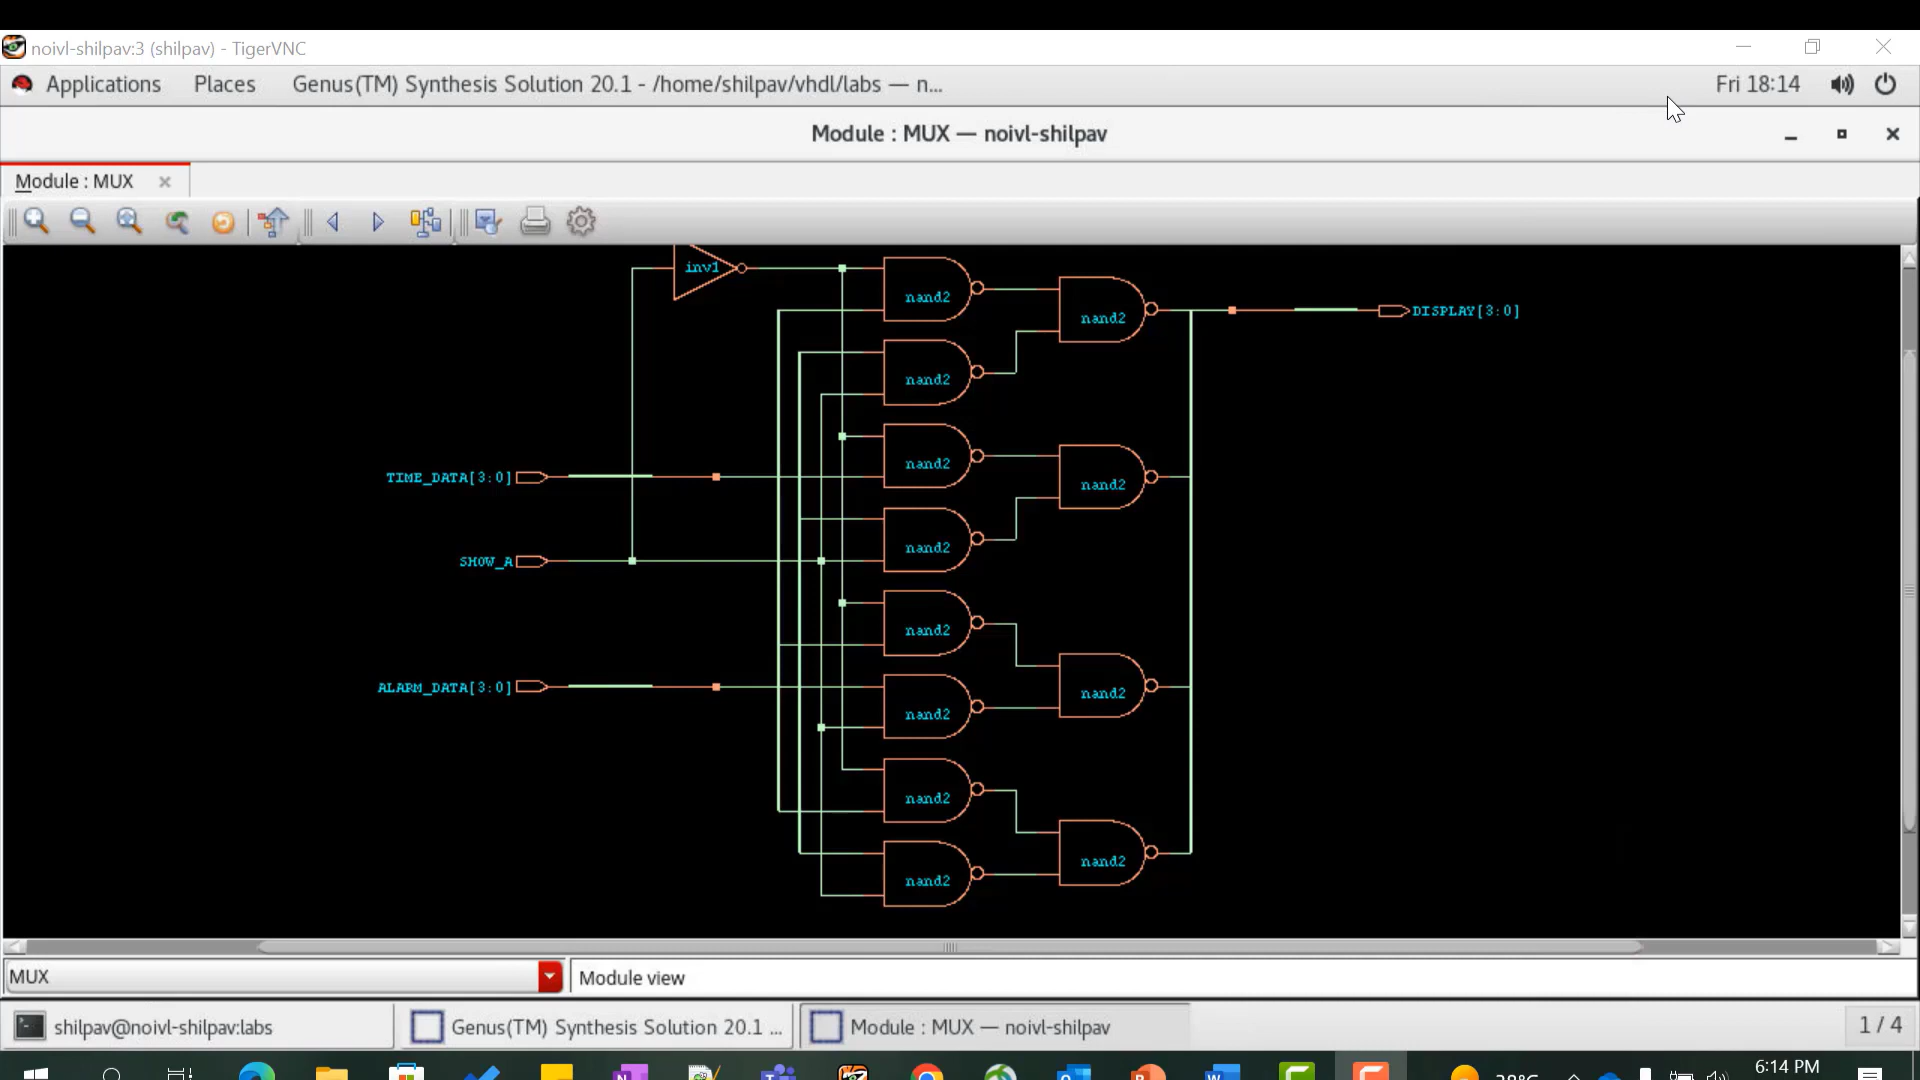 noivl-shilpav:3 (shilpav) - TigerVNC
Applications Places Genus(TM) Synthesis Solution 20.1 - /home/shilpav/vhdl/labs — n... Fri 18:14
Module : MUX — noivl-shilpav
Module : MUX
inv1
nand2
nand2
DISPLAY[3:0]
nand2
nand2
TIME_DATA[3:0]
nand2
nand2
SHOW_A
nand2
ALARM_DATA[3:0]
nand2
nand2
nand2
nand2
nand2
MUX
Module view
shilpav@noivl-shilpav:labs
Genus(TM) Synthesis Solution 20.1 ...
Module : MUX — noivl-shilpav
1 / 4
6:14 PM